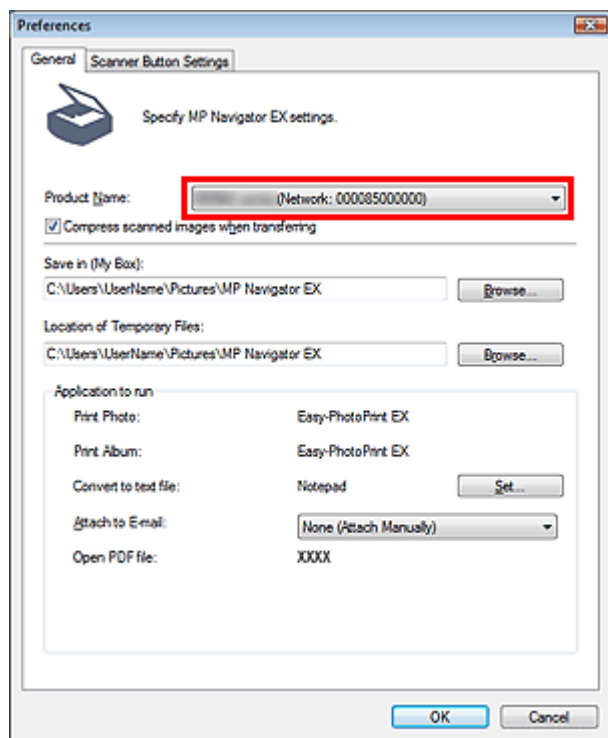 Preferences
General Scanner Button Settings
Specify MP Navigator EX settings.
Product Name: (Network: 000085000000)
Compress scanned images when transferring
Save in (My Box):
C:\Users\UserName\Pictures\MP Navigator EX Browse...
Location of Temporary Files:
C:\Users\UserName\Pictures\MP Navigator EX Browse...
Application to run
Print Photo: Easy-PhotoPrint EX
Print Album: Easy-PhotoPrint EX
Convert to text file: Notepad Set...
Attach to E-mail: None (Attach Manually)
Open PDF file: XXXX
OK Cancel